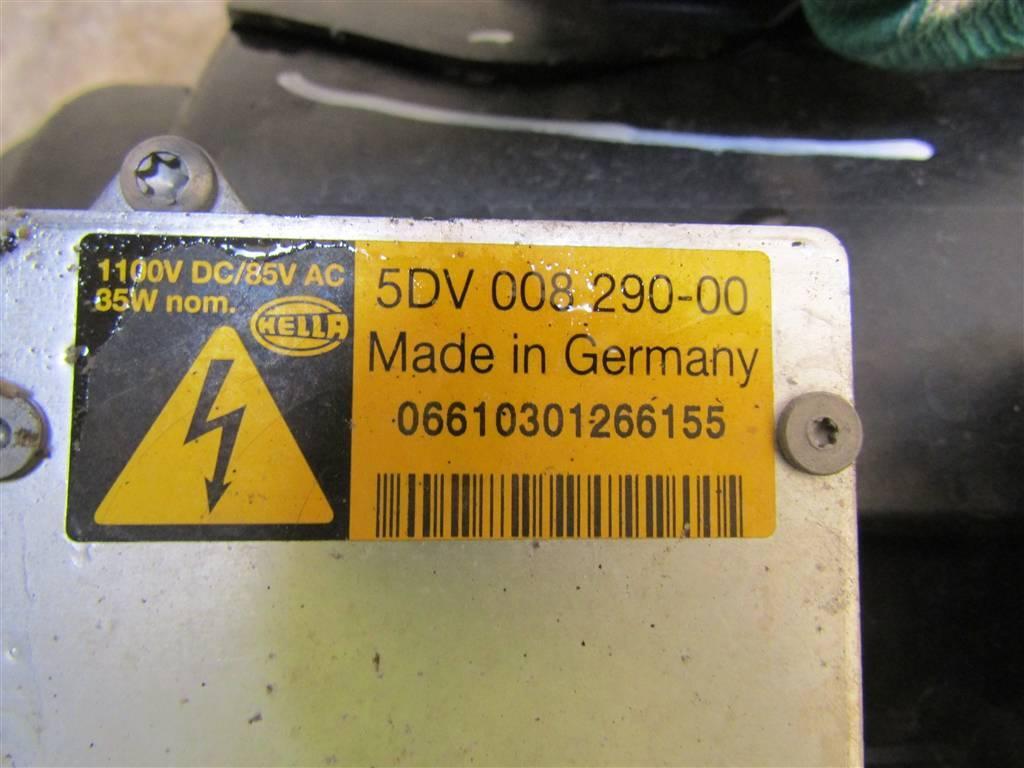 1100V DC/85V AC
35W nom.
HELLA
5DV 008 290-00
Made in Germany
06610301266155